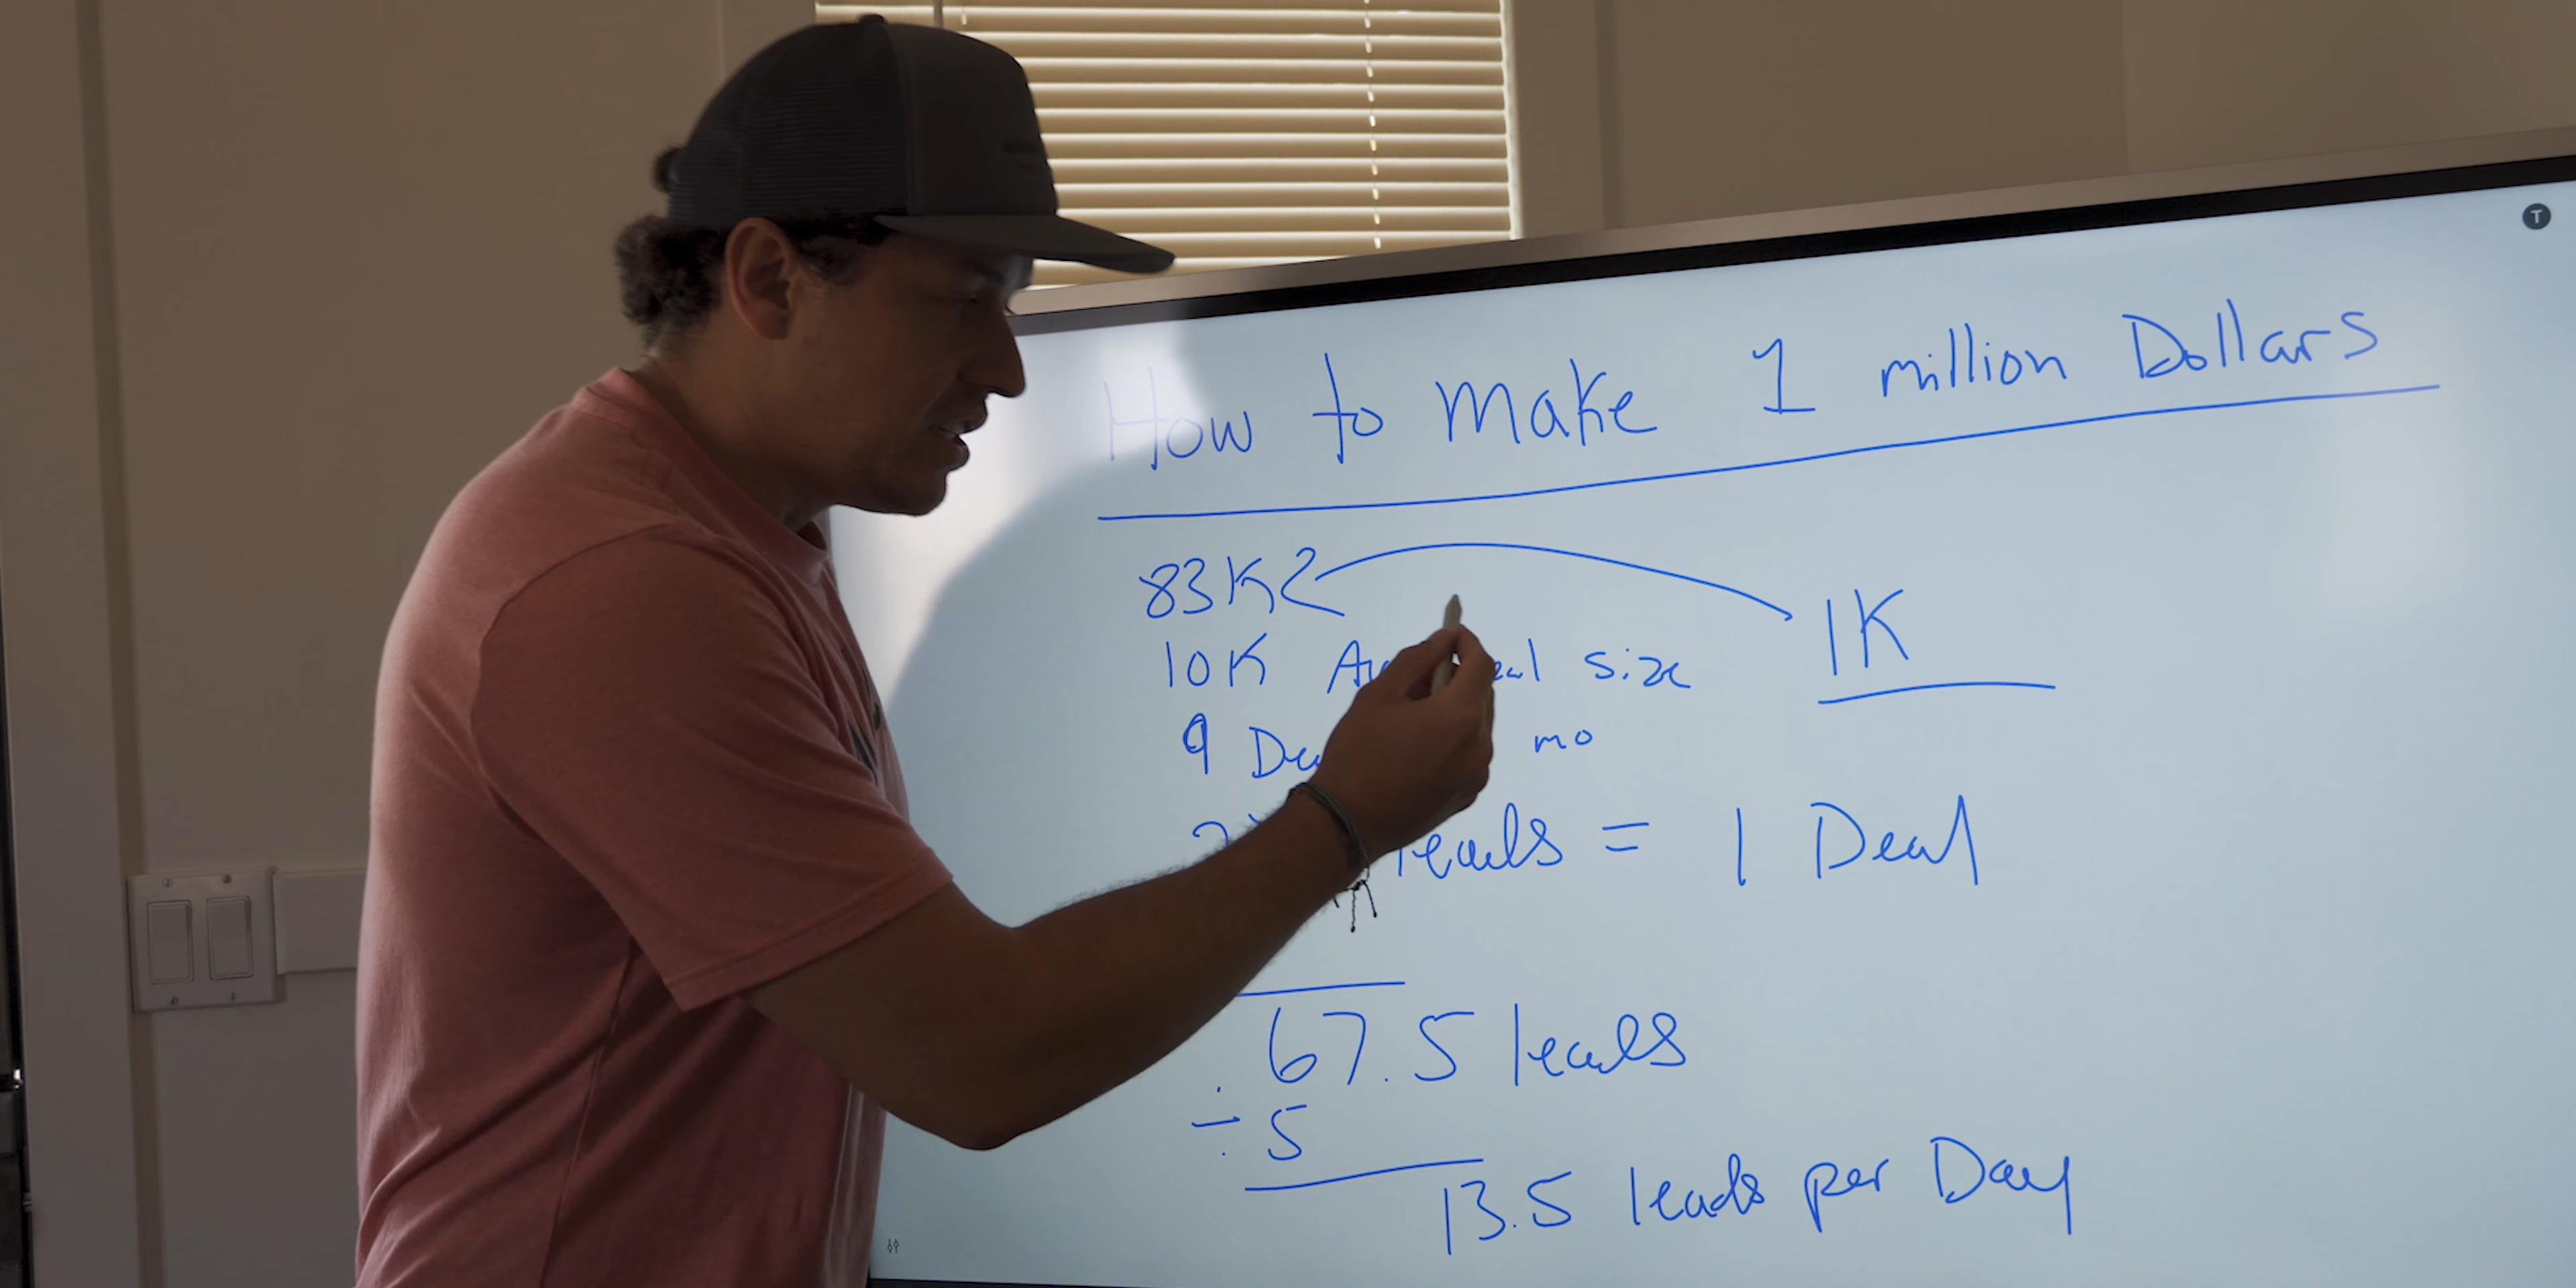 How to make 1 million Dollars
83K
1K
10K size
9 mo
leads = 1 Deal
67.5 leads
÷ 5
13.5 leads per Day
T